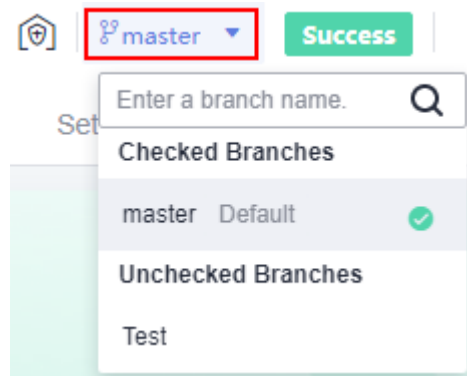 master Success
Enter a branch name.
Set
Checked Branches
master Default
Unchecked Branches
Test